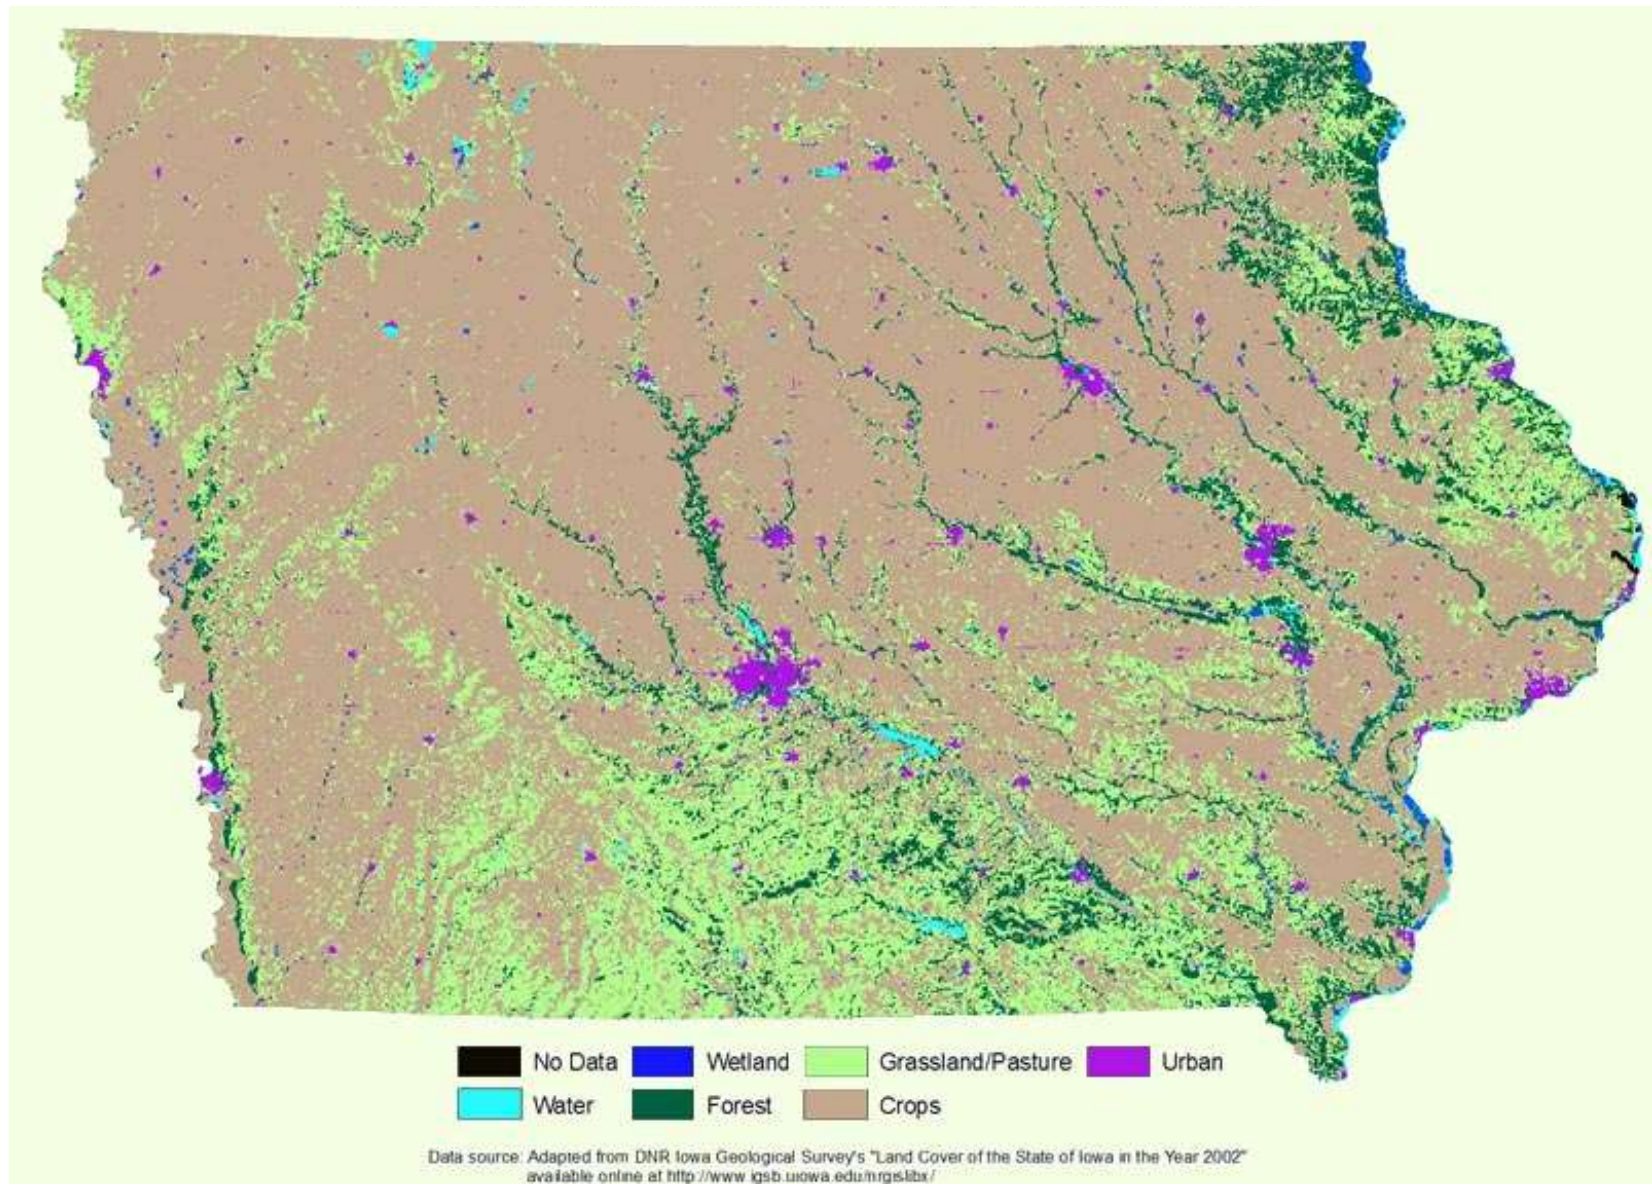 No Data
Wetland
Grassland/Pasture
Urban
Water
Forest
Crops
Data source: Adapted from DNR Iowa Geological Survey's "Land Cover of the State of Iowa in the Year 2002"
available online at http://www.igsb.uiowa.edu/nrgislibx/